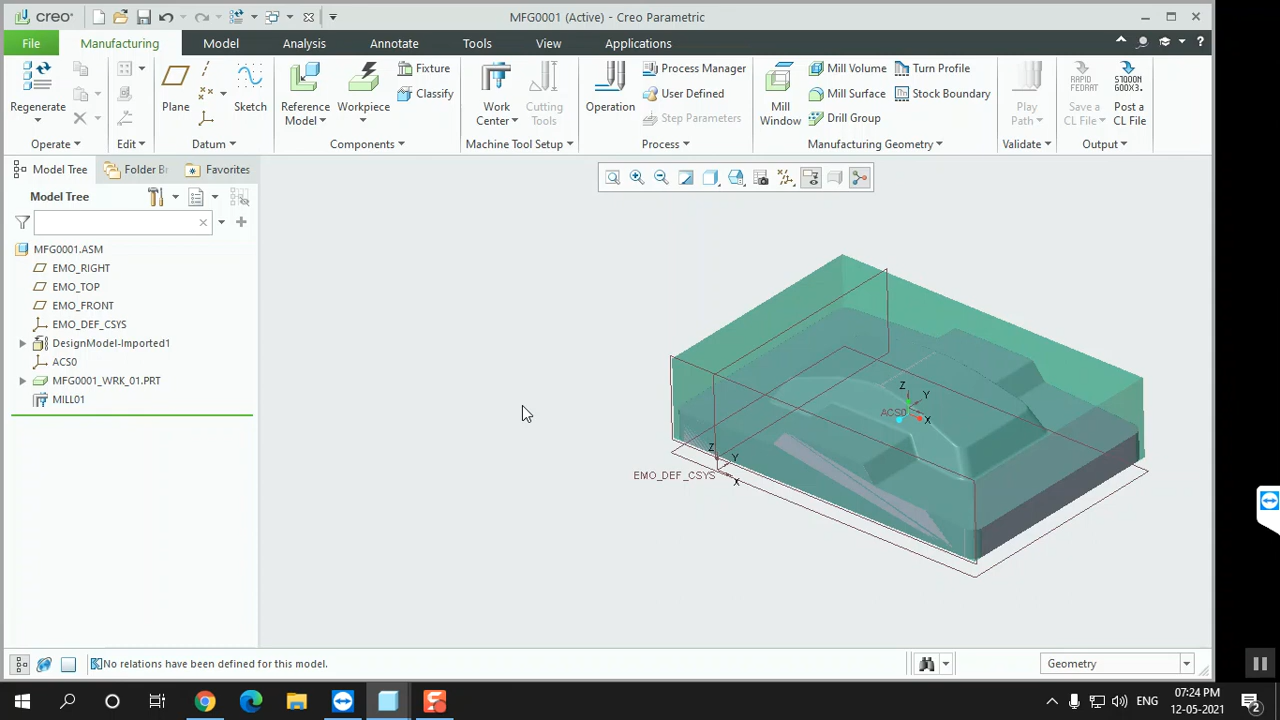 creo
MFG0001 (Active) - Creo Parametric
File
Manufacturing
Model
Analysis
Annotate
Tools
View
Applications
Regenerate
Operate
Edit
Plane
Sketch
Datum
Reference
Model
Workpiece
Fixture
Classify
Components
Work
Center
Cutting
Tools
Machine Tool Setup
Operation
Process Manager
User Defined
Step Parameters
Process
Mill
Window
Mill Volume
Mill Surface
Drill Group
Turn Profile
Stock Boundary
Manufacturing Geometry
Play
Path
Validate
RAPID
FEDRAT
Save a
CL File
Post a
CL File
Output
Model Tree
Folder B
Favorites
Model Tree
MFG0001.ASM
EMO_RIGHT
EMO_TOP
EMO_FRONT
EMO_DEF_CSYS
DesignModel-Imported1
ACS0
MFG0001_WRK_01.PRT
MILL01
Z
Y
ACS0
X
Z
Y
EMO_DEF_CSYS
X
No relations have been defined for this model.
Geometry
ENG
07:24 PM
12-05-2021
2